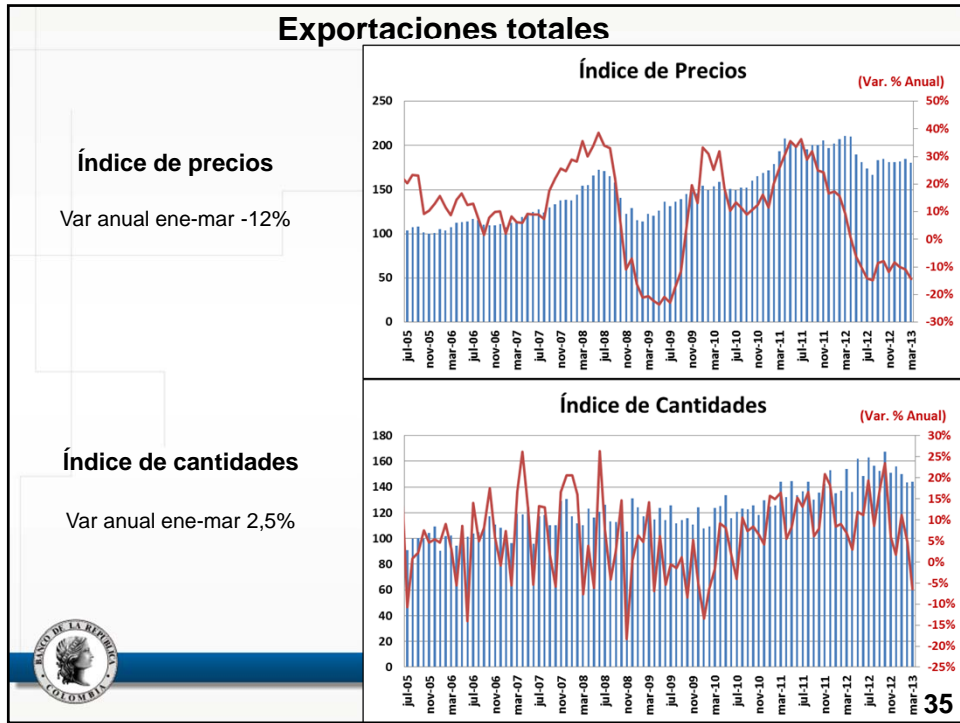 Exportaciones totales
Índice de precios
Var anual ene-mar -12%
Índice de Precios
(Var. % Anual)
250
200
150
100
50
0
50%
40%
30%
20%
10%
0%
-10%
-20%
-30%
jul-05
nov-05
mar-06
jul-06
nov-06
mar-07
jul-07
nov-07
mar-08
jul-08
nov-08
mar-09
jul-09
nov-09
mar-10
jul-10
nov-10
mar-11
jul-11
nov-11
mar-12
jul-12
nov-12
mar-13
Índice de cantidades
Var anual ene-mar 2,5%
Índice de Cantidades
(Var. % Anual)
180
160
140
120
100
80
60
40
20
0
30%
25%
20%
15%
10%
5%
0%
-5%
-10%
-15%
-20%
-25%
jul-05
nov-05
mar-06
jul-06
nov-06
mar-07
jul-07
nov-07
mar-08
jul-08
nov-08
mar-09
jul-09
nov-09
mar-10
jul-10
nov-10
mar-11
jul-11
nov-11
mar-12
jul-12
nov-12
mar-13
BANCO DE LA REPUBLICA
COLOMBIA
35